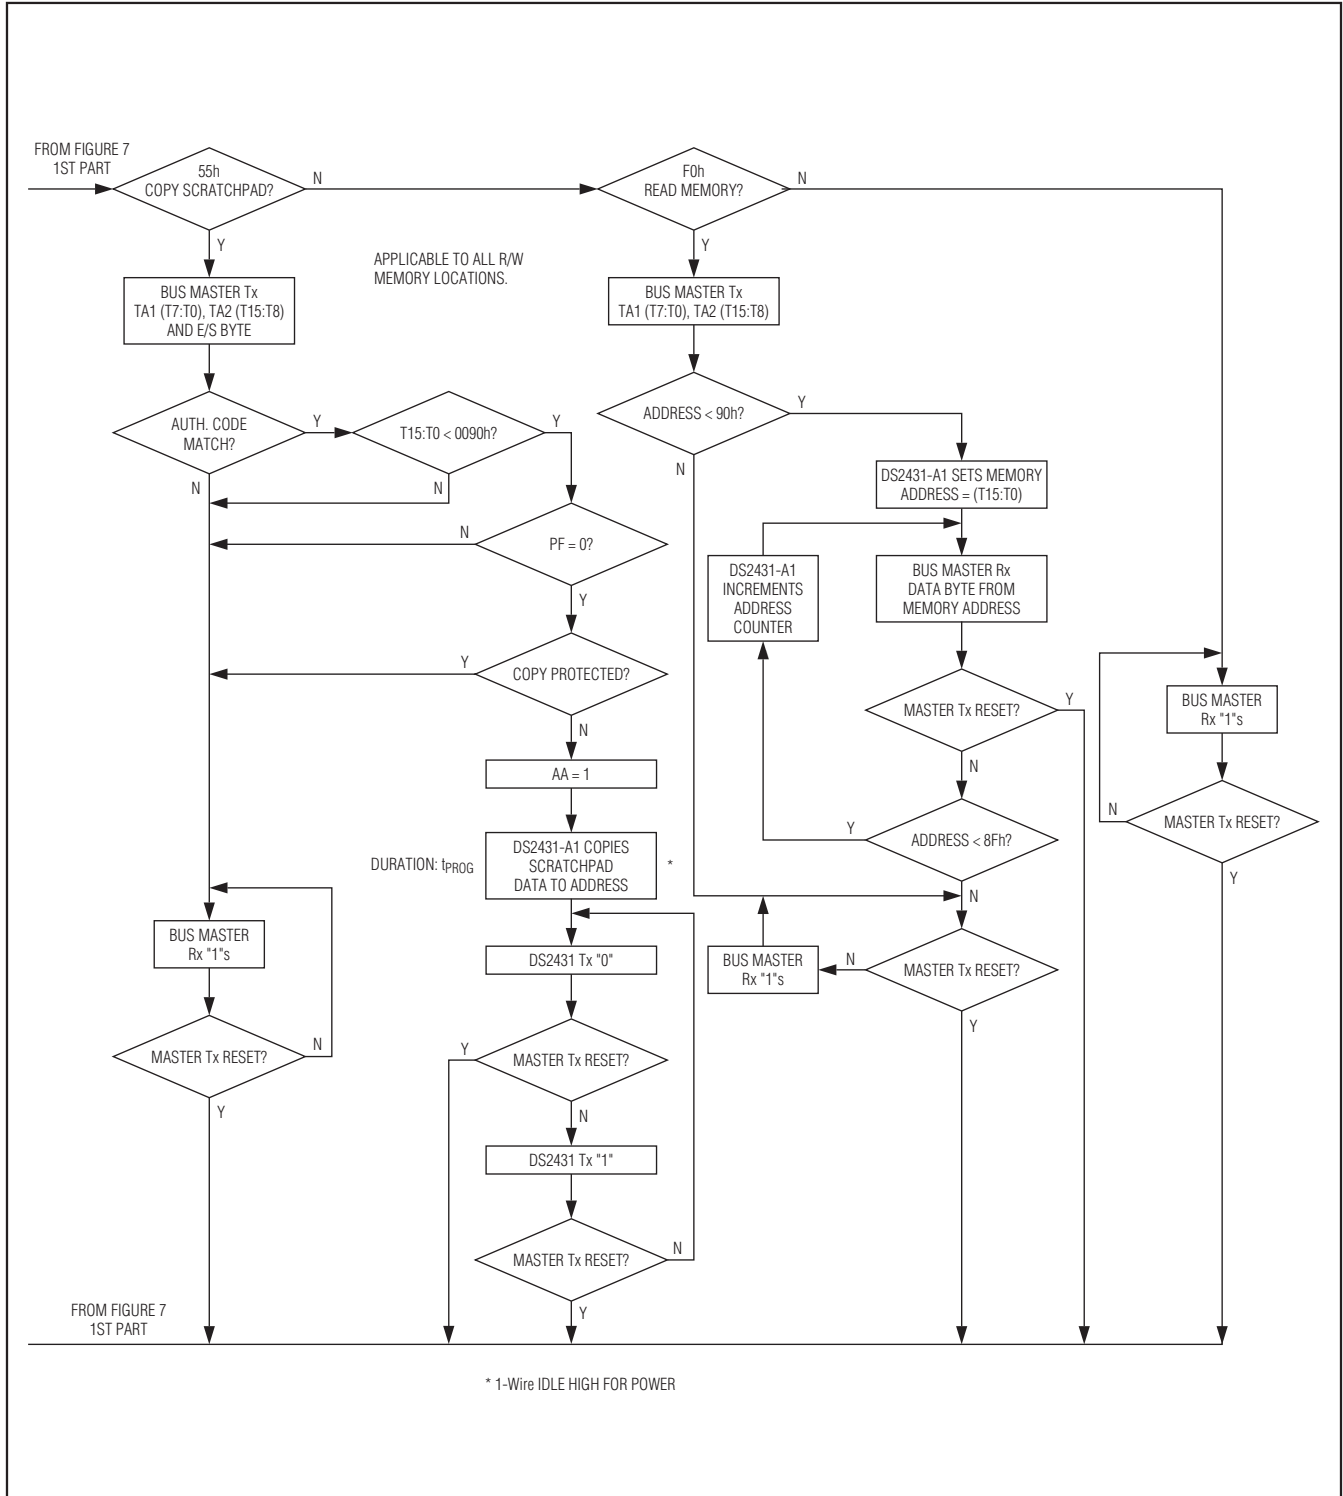 FROM FIGURE 7
1ST PART
55h
COPY SCRATCHPAD?
N
F0h
READ MEMORY?
N
Y
APPLICABLE TO ALL R/W
MEMORY LOCATIONS.
Y
BUS MASTER Tx
TA1 (T7:T0), TA2 (T15:T8)
AND E/S BYTE
BUS MASTER Tx
TA1 (T7:T0), TA2 (T15:T8)
AUTH. CODE
MATCH?
Y
T15:T0 < 0090h?
Y
ADDRESS < 90h?
Y
N
N
N
DS2431-A1 SETS MEMORY
ADDRESS = (T15:T0)
N
PF = 0?
DS2431-A1
INCREMENTS
ADDRESS
COUNTER
BUS MASTER Rx
DATA BYTE FROM
MEMORY ADDRESS
Y
Y
COPY PROTECTED?
N
MASTER Tx RESET?
Y
BUS MASTER
Rx "1"s
AA = 1
N
N
MASTER Tx RESET?
Y
Y
ADDRESS < 8Fh?
DURATION: tPROG
DS2431-A1 COPIES
SCRATCHPAD
DATA TO ADDRESS
*
N
BUS MASTER
Rx "1"s
DS2431 Tx "0"
BUS MASTER
Rx "1"s
N
MASTER Tx RESET?
Y
MASTER Tx RESET?
N
Y
MASTER Tx RESET?
Y
N
DS2431 Tx "1"
MASTER Tx RESET?
N
Y
FROM FIGURE 7
1ST PART
* 1-Wire IDLE HIGH FOR POWER